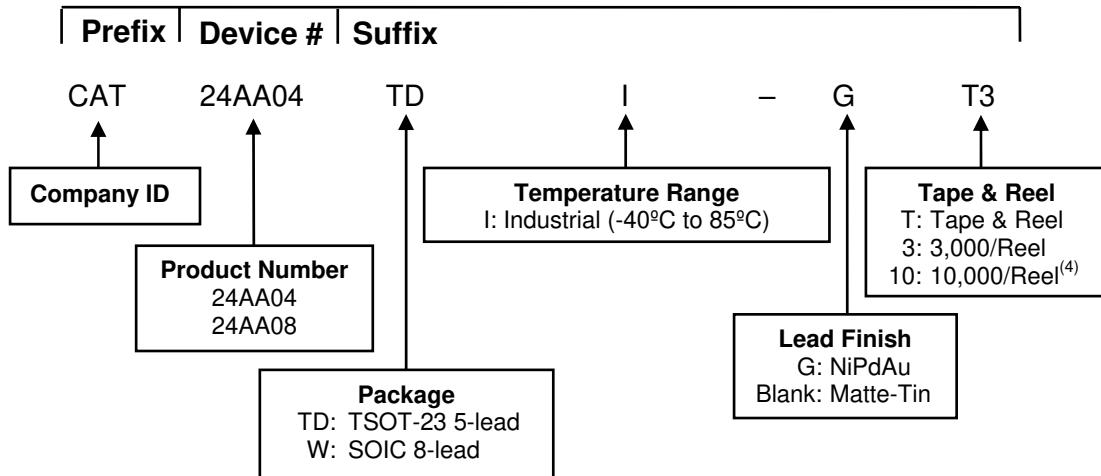 Prefix Device # Suffix
CAT 24AA04 TD I – G T3
Company ID
Product Number
24AA04
24AA08
Package
TD: TSOT-23 5-lead
W: SOIC 8-lead
Temperature Range
I: Industrial (-40ºC to 85ºC)
Lead Finish
G: NiPdAu
Blank: Matte-Tin
Tape & Reel
T: Tape & Reel
3: 3,000/Reel
10: 10,000/Reel(4)